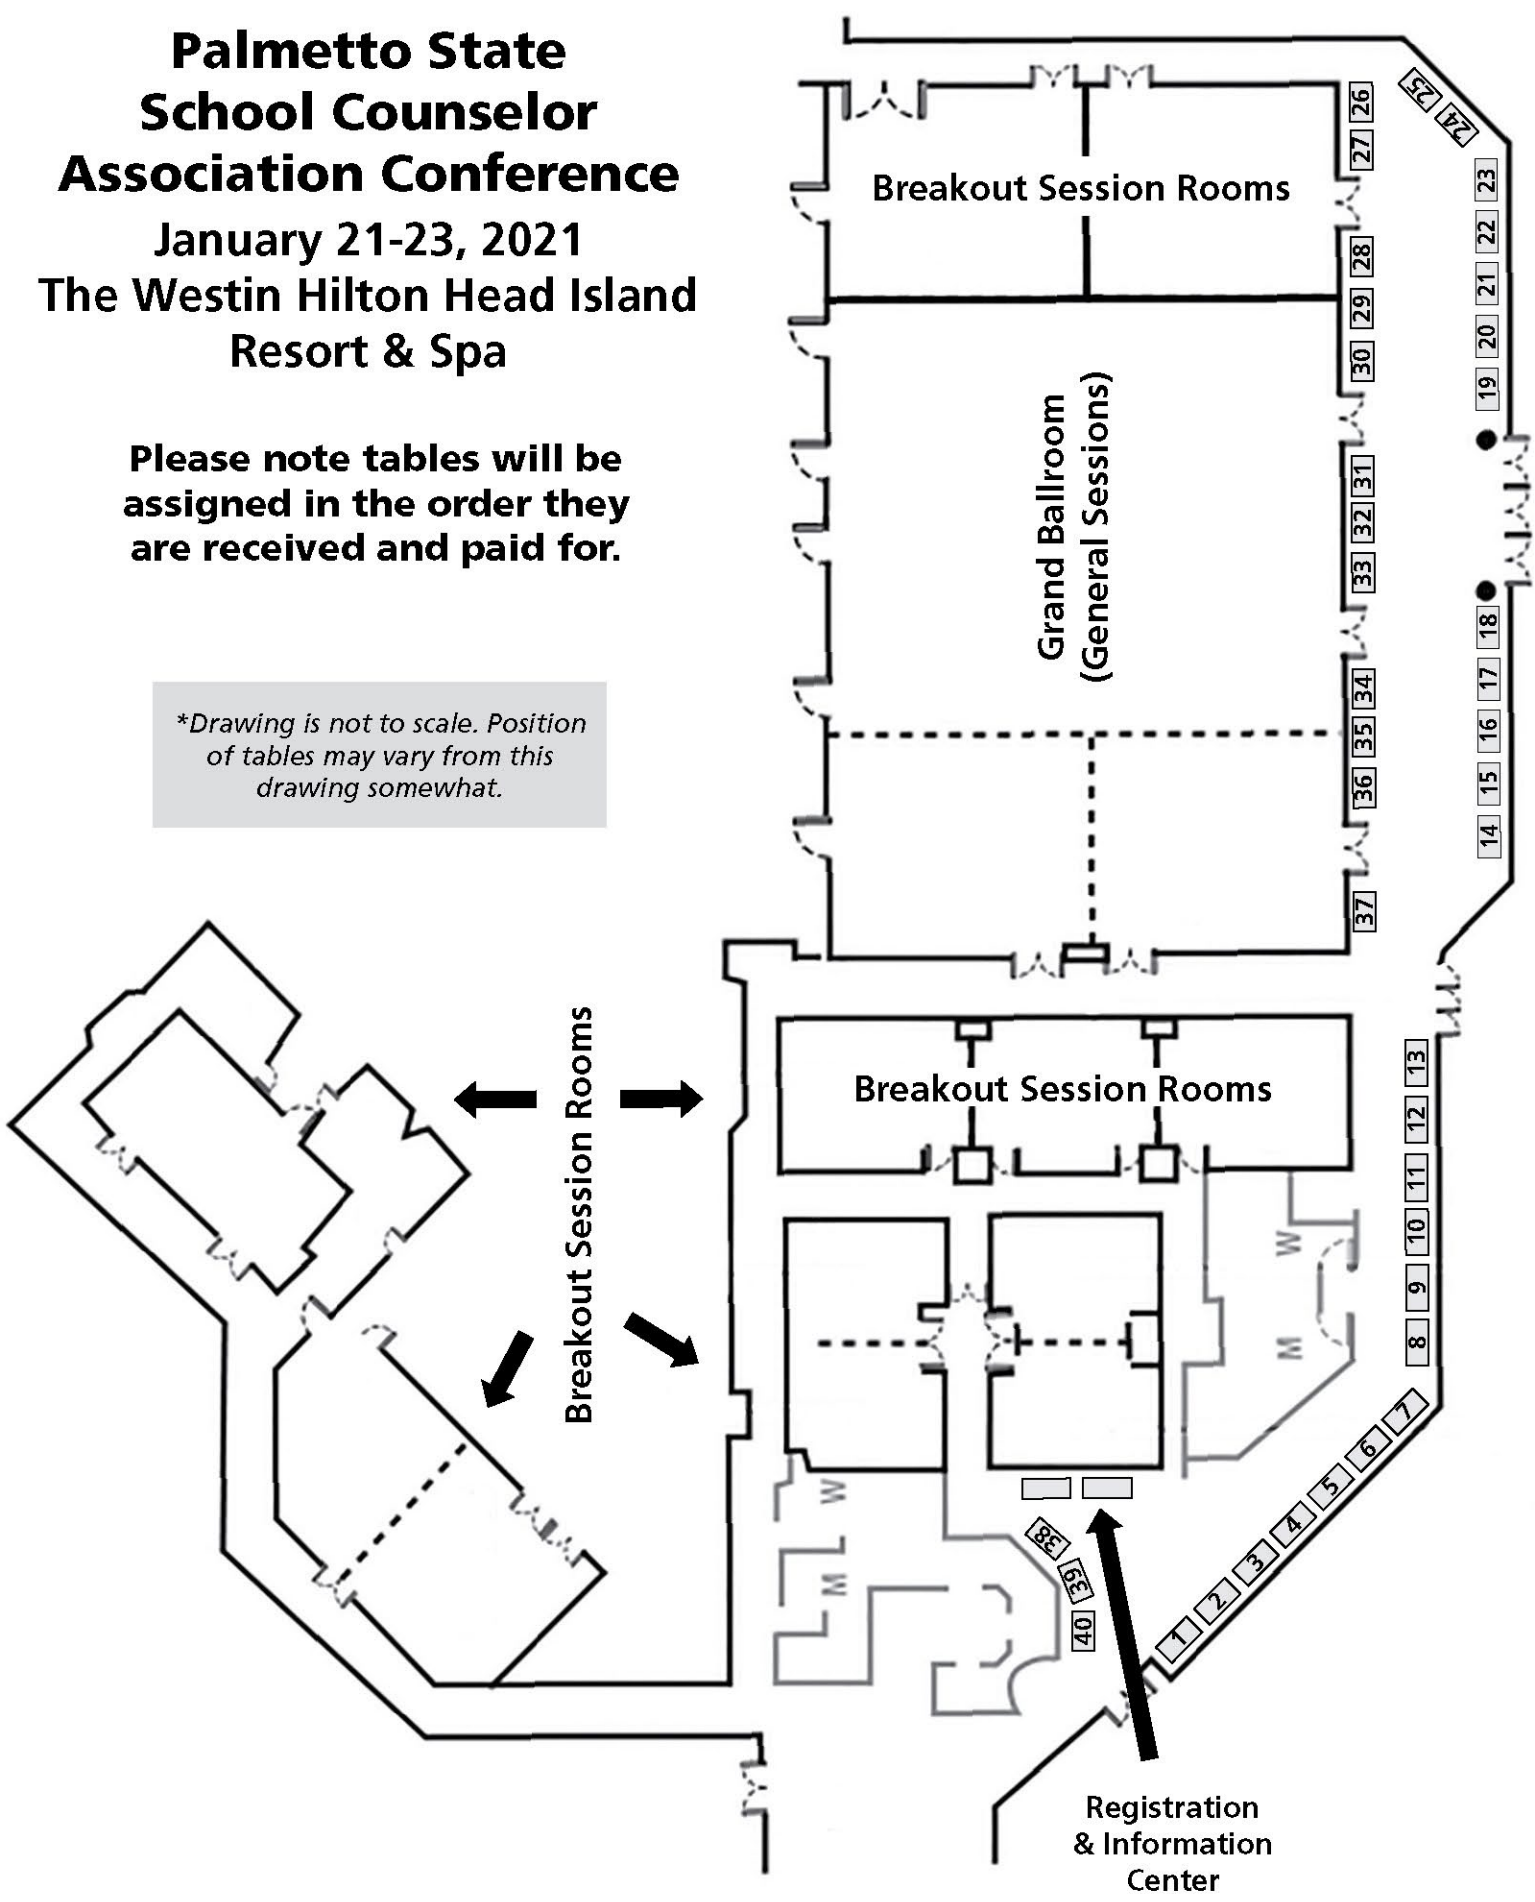 Palmetto State
School Counselor
Association Conference
January 21-23, 2021
The Westin Hilton Head Island
Resort & Spa
Please note tables will be
assigned in the order they
are received and paid for.
*Drawing is not to scale. Position
of tables may vary from this
drawing somewhat.
Breakout Session Rooms
Grand Ballroom
(General Sessions)
26
27
28
29
30
31
32
33
34
35
36
37
25
24
23
22
21
20
19
18
17
16
15
14
Breakout Session Rooms
Breakout Session Rooms
13
12
11
10
9
8
7
6
5
4
3
2
1
W
M
W
M
38
39
40
Registration
& Information
Center